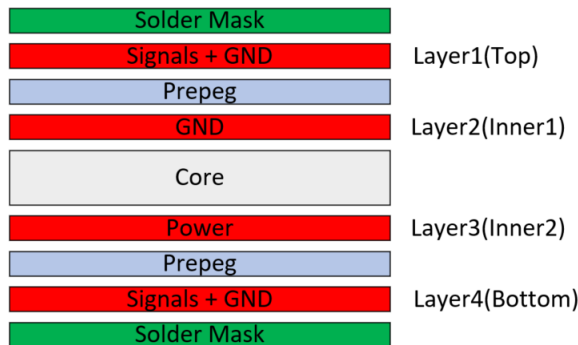 Solder Mask
Signals + GND Layer1(Top)
Prepeg
GND Layer2(Inner1)
Core
Power Layer3(Inner2)
Prepeg
Signals + GND Layer4(Bottom)
Solder Mask